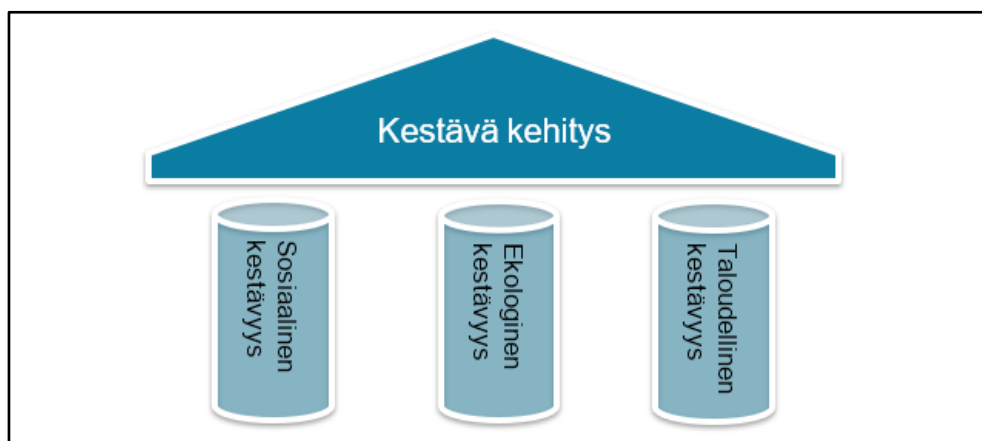 Kestävä kehitys
Sosiaalinen
kestävyys
Ekologinen
kestävyys
Taloudellinen
kestävyys